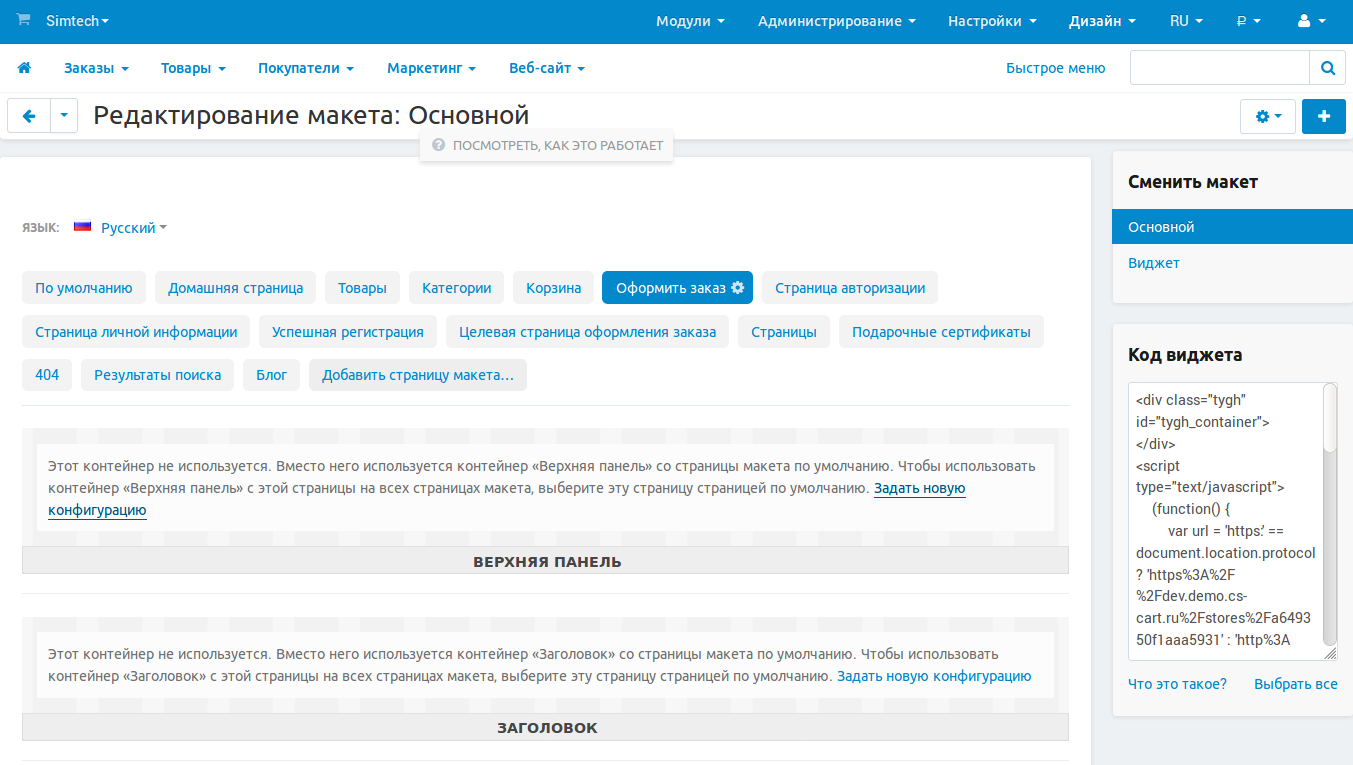 Simtech
Модули Администрирование Настройки Дизайн RU ₽
Заказы Товары Покупатели Маркетинг Веб-сайт Быстрое меню
Редактирование макета: Основной
ПОСМОТРЕТЬ, КАК ЭТО РАБОТАЕТ
ЯЗЫК: Русский
По умолчанию Домашняя страница Товары Категории Корзина Оформить заказ Страница авторизации
Страница личной информации Успешная регистрация Целевая страница оформления заказа Страницы Подарочные сертификаты
404 Результаты поиска Блог Добавить страницу макета...
Этот контейнер не используется. Вместо него используется контейнер «Верхняя панель» со страницы макета по умолчанию. Чтобы использовать
контейнер «Верхняя панель» с этой страницы на всех страницах макета, выберите эту страницу страницей по умолчанию. Задать новую
конфигурацию
ВЕРХНЯЯ ПАНЕЛЬ
Этот контейнер не используется. Вместо него используется контейнер «Заголовок» со страницы макета по умолчанию. Чтобы использовать
контейнер «Заголовок» с этой страницы на всех страницах макета, выберите эту страницу страницей по умолчанию. Задать новую конфигурацию
ЗАГОЛОВОК
Сменить макет
Основной
Виджет
Код виджета
<div class="tygh"
id="tygh_container">
</div>
<script
type="text/javascript">
(function() {
var url = 'https:' ==
document.location.protocol
? 'https%3A%2F
%2Fdev.demo.cs-
cart.ru%2Fstores%2Fa6493
50f1aaa5931' : 'http%3A
Что это такое? Выбрать все